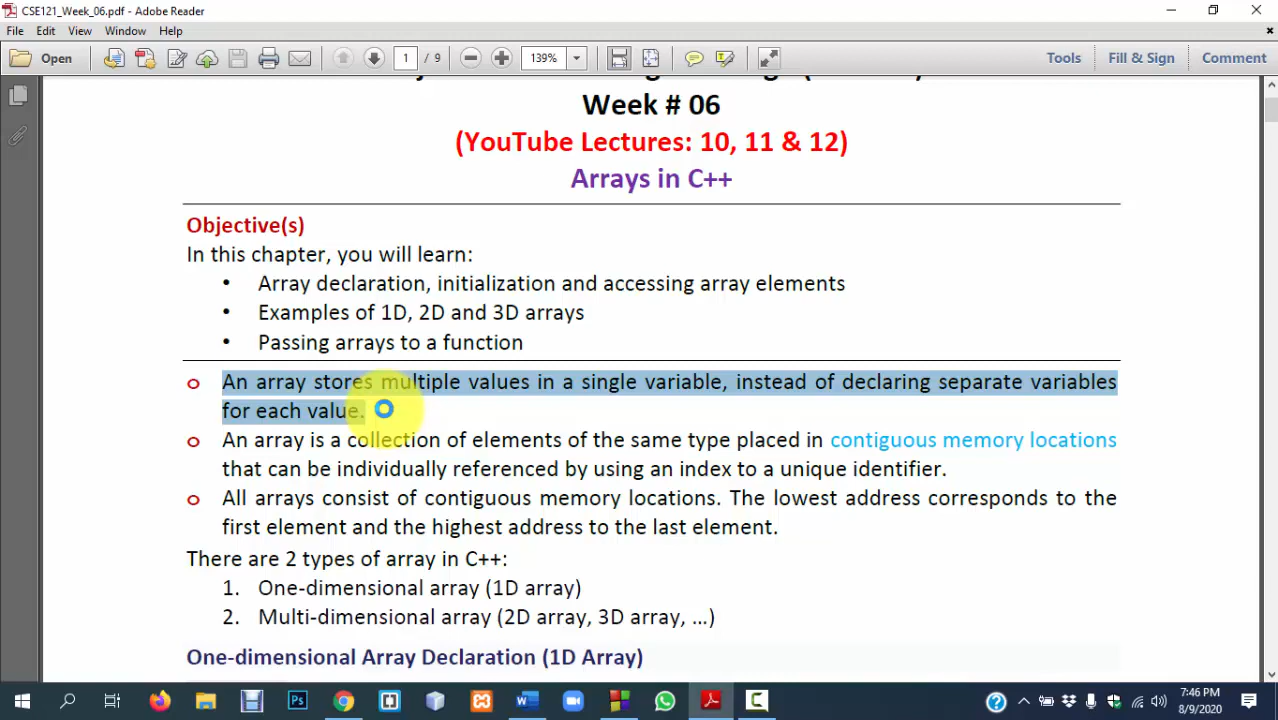 CSE121_Week_06.pdf - Adobe Reader
File Edit View Window Help
Open 1 / 9 139% Tools Fill & Sign Comment
Week # 06
(YouTube Lectures: 10, 11 & 12)
Arrays in C++
Objective(s)
In this chapter, you will learn:
• Array declaration, initialization and accessing array elements
• Examples of 1D, 2D and 3D arrays
• Passing arrays to a function
o An array stores multiple values in a single variable, instead of declaring separate variables
for each value.
o An array is a collection of elements of the same type placed in contiguous memory locations
that can be individually referenced by using an index to a unique identifier.
o All arrays consist of contiguous memory locations. The lowest address corresponds to the
first element and the highest address to the last element.
There are 2 types of array in C++:
1. One-dimensional array (1D array)
2. Multi-dimensional array (2D array, 3D array, ...)
One-dimensional Array Declaration (1D Array)
7:46 PM
8/9/2020